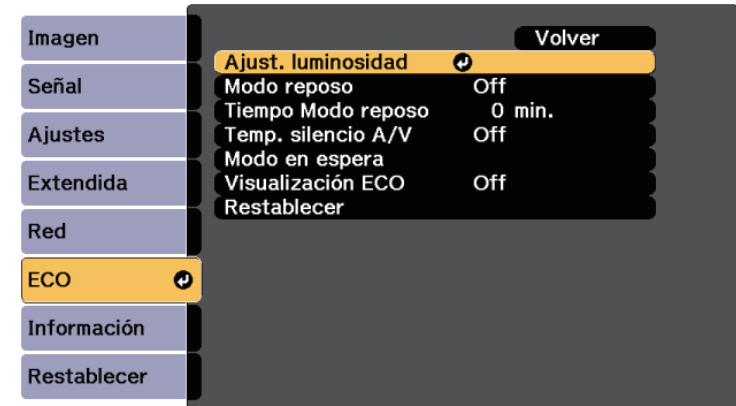 Imagen
Señal
Ajustes
Extendida
Red
ECO
Información
Restablecer
Volver
Ajust. luminosidad
Modo reposo Off
Tiempo Modo reposo 0 min.
Temp. silencio A/V Off
Modo en espera
Visualización ECO Off
Restablecer